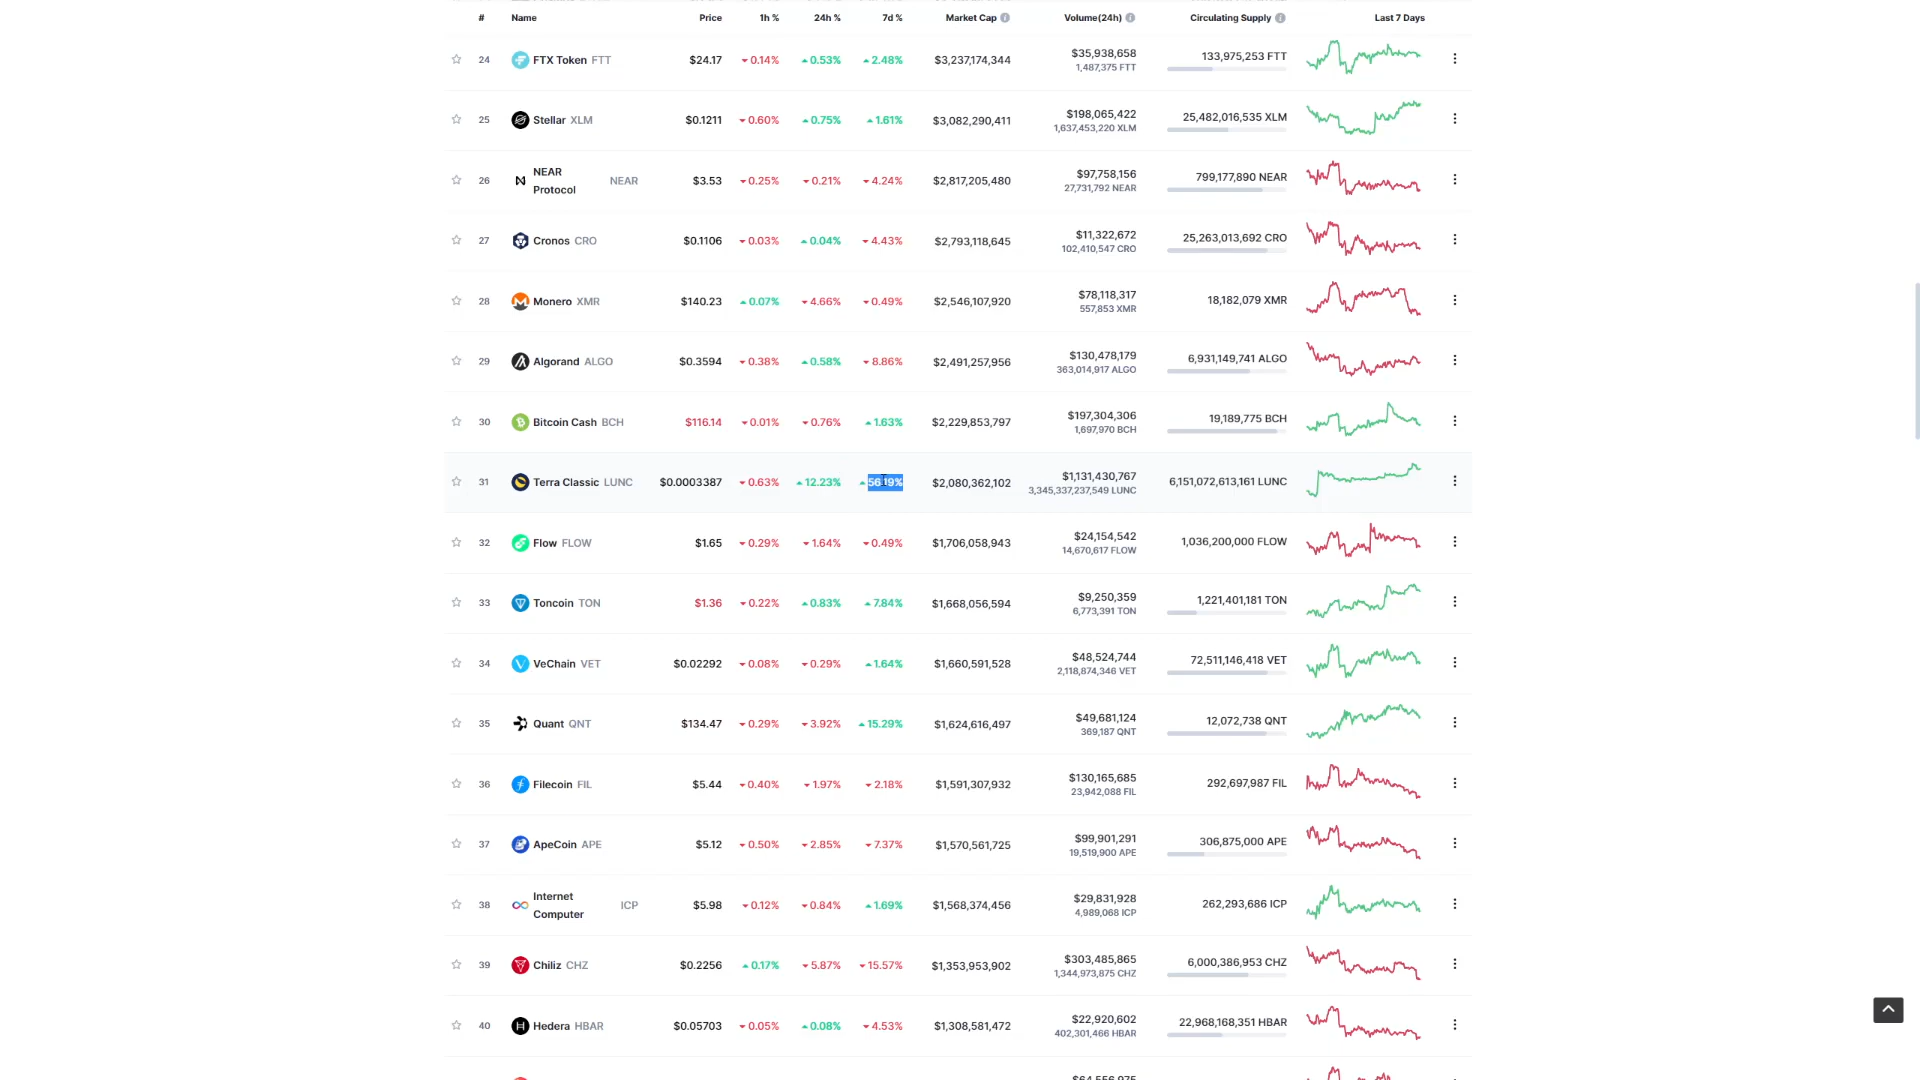 # Name Price 1h % 24h % 7d % Market Cap Volume(24h) Circulating Supply Last 7 Days
24 FTX Token FTT $24.17 0.14% 0.53% 2.48% $3,237,174,344 $35,938,658 133,975,253 FTT
1,487,375 FTT
25 Stellar XLM $0.1211 0.60% 0.75% 1.61% $3,082,290,411 $198,065,422 25,482,016,535 XLM
1,637,453,220 XLM
26 NEAR Protocol NEAR $3.53 0.25% 0.21% 4.24% $2,817,205,480 $97,758,156 799,177,890 NEAR
27,731,792 NEAR
27 Cronos CRO $0.1106 0.03% 0.04% 4.43% $2,793,118,645 $11,322,672 25,263,013,692 CRO
102,410,547 CRO
28 Monero XMR $140.23 0.07% 4.66% 0.49% $2,546,107,920 $78,118,317 18,182,079 XMR
557,853 XMR
29 Algorand ALGO $0.3594 0.38% 0.58% 8.86% $2,491,257,956 $130,478,179 6,931,149,741 ALGO
363,014,917 ALGO
30 Bitcoin Cash BCH $116.14 0.01% 0.76% 1.63% $2,229,853,797 $197,304,306 19,189,775 BCH
1,697,970 BCH
31 Terra Classic LUNC $0.0003387 0.63% 12.23% 56.19% $2,080,362,102 $1,131,430,767 6,151,072,613,161 LUNC
3,345,337,237,549 LUNC
32 Flow FLOW $1.65 0.29% 1.64% 0.49% $1,706,058,943 $24,154,542 1,036,200,000 FLOW
14,670,617 FLOW
33 Toncoin TON $1.36 0.22% 0.83% 7.84% $1,668,056,594 $9,250,359 1,221,401,181 TON
6,773,391 TON
34 VeChain VET $0.02292 0.08% 0.29% 1.64% $1,660,591,528 $48,524,744 72,511,146,418 VET
2,118,874,346 VET
35 Quant QNT $134.47 0.29% 3.92% 15.29% $1,624,616,497 $49,681,124 12,072,738 QNT
369,187 QNT
36 Filecoin FIL $5.44 0.40% 1.97% 2.18% $1,591,307,932 $130,165,685 292,697,987 FIL
23,942,088 FIL
37 ApeCoin APE $5.12 0.50% 2.85% 7.37% $1,570,561,725 $99,901,291 306,875,000 APE
19,519,900 APE
38 Internet Computer ICP $5.98 0.12% 0.84% 1.69% $1,568,374,456 $29,831,928 262,293,686 ICP
4,989,068 ICP
39 Chiliz CHZ $0.2256 0.17% 5.87% 15.57% $1,353,953,902 $303,485,865 6,000,386,953 CHZ
1,344,973,875 CHZ
40 Hedera HBAR $0.05703 0.05% 0.08% 4.53% $1,308,581,472 $22,920,602 22,968,168,351 HBAR
402,301,466 HBAR